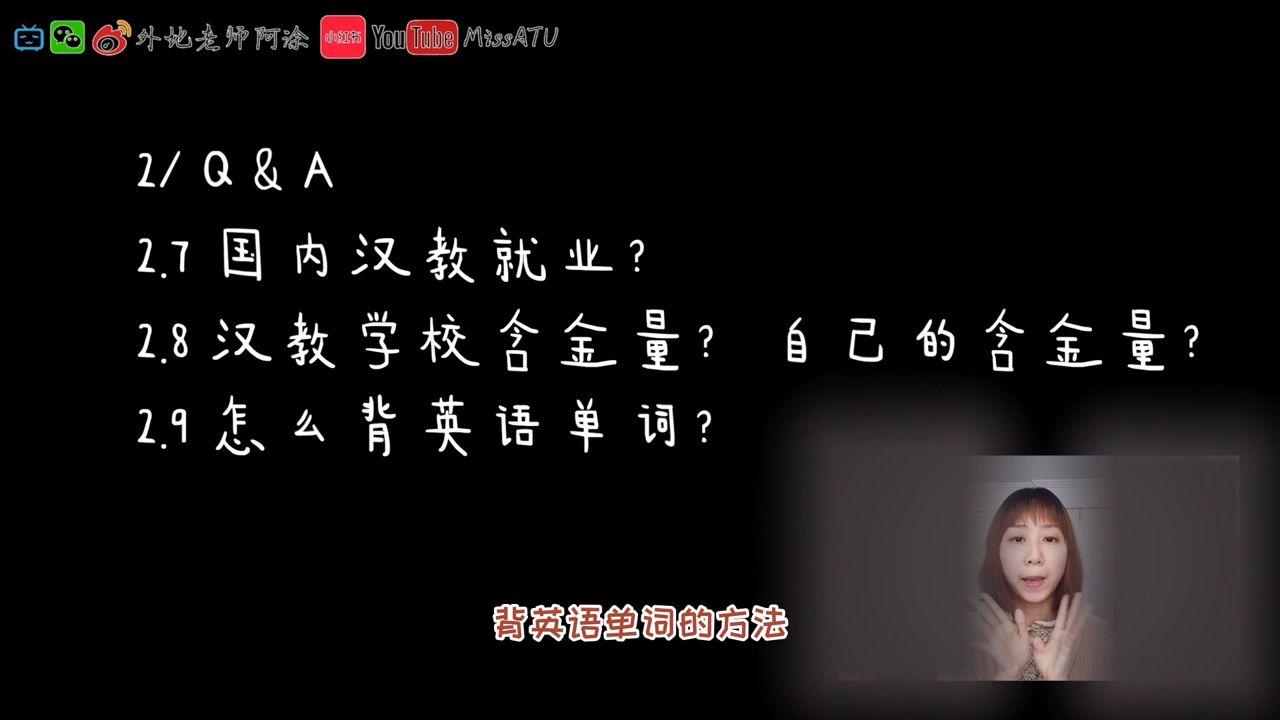 外地老师阿涂 小红书 YouTube MissATU
2/ Q & A
2.7 国内汉教就业?
2.8 汉教学校含金量? 自己的含金量?
2.9 怎么背英语单词?
背英语单词的方法